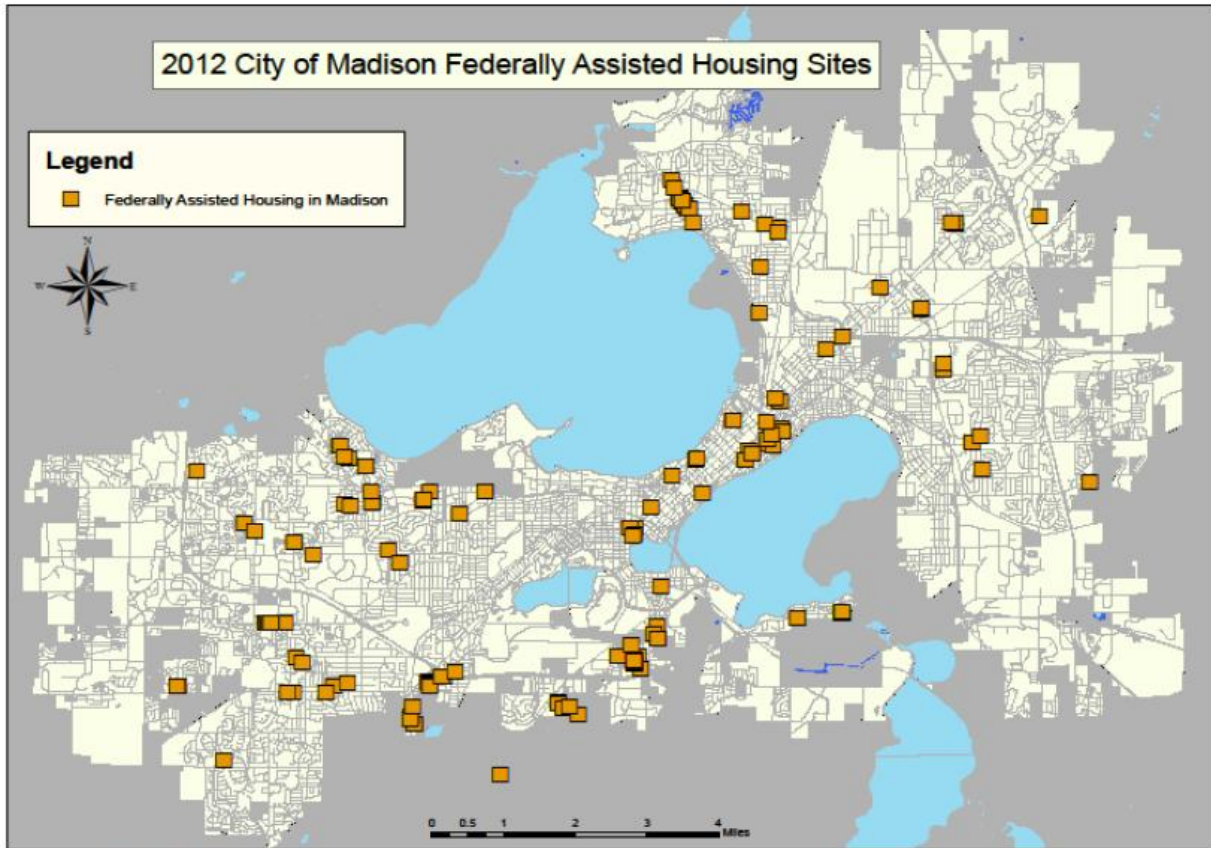 2012 City of Madison Federally Assisted Housing Sites
Legend
Federally Assisted Housing in Madison
N
W E
S
0 0.5 1 2 3 4
Miles